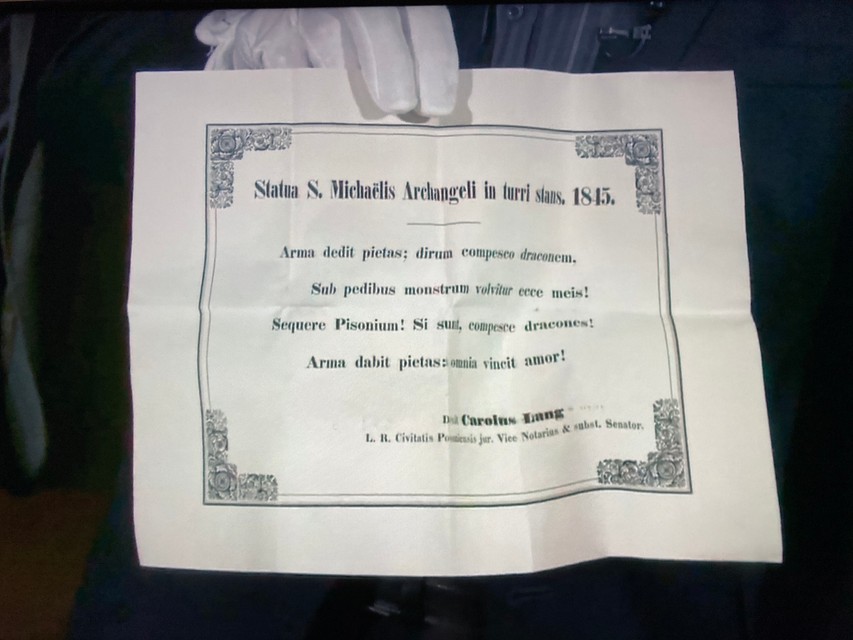 Statua S. Michaëlis Archangeli in turri stans. 1845.
Arma dedit pietas; dirum compesco draconem,
Sub pedibus monstrum volvitur ecce meis!
Sequere Pisonium! Si sunt, compesce dracones!
Arma dabit pietas: omnia vincit amor!
Carolus Lang
L. R. Civitatis Posoniensis jur. Vice Notarius & subst. Senator.